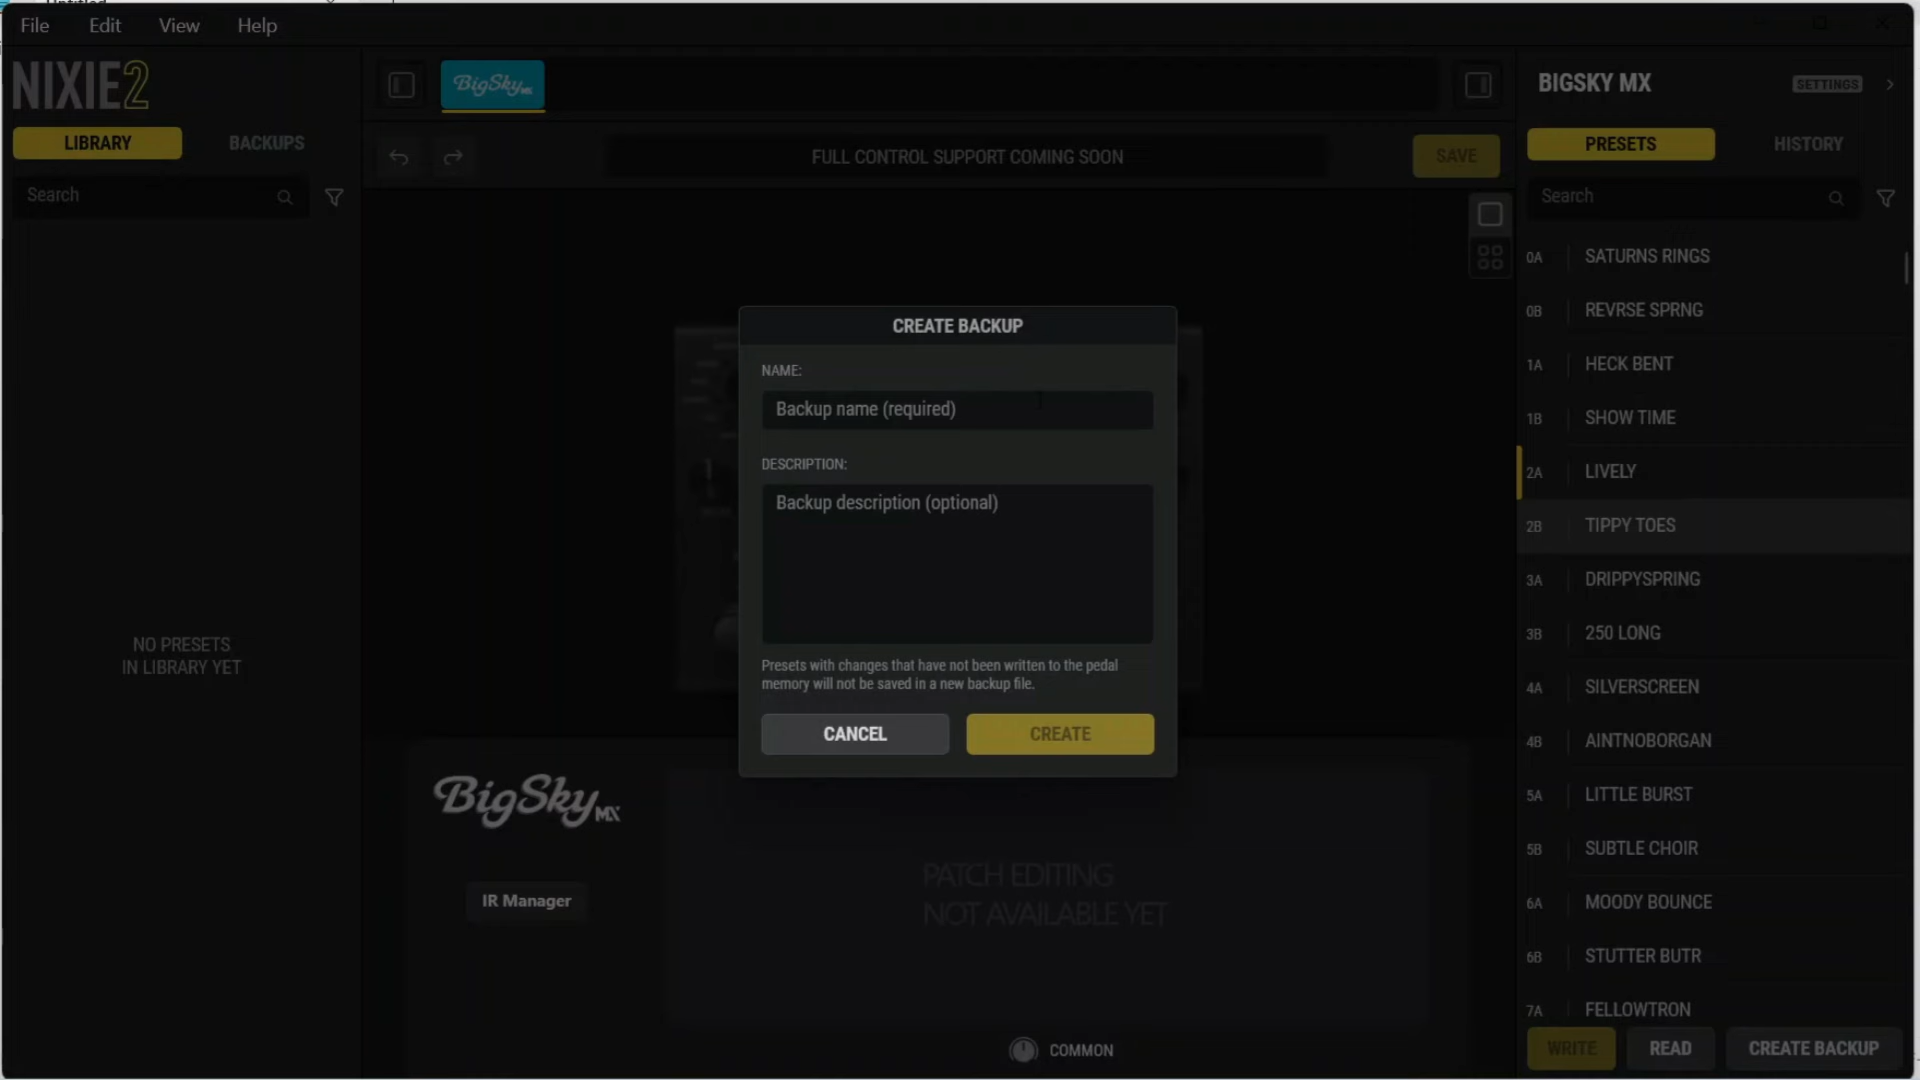 Untitled
File Edit View Help
NIXIE2
LIBRARY BACKUPS
Search
NO PRESETS
IN LIBRARY YET
BigSky MX
FULL CONTROL SUPPORT COMING SOON
SAVE
CREATE BACKUP
NAME:
Backup name (required)
DESCRIPTION:
Backup description (optional)
Presets with changes that have not been written to the pedal
memory will not be saved in a new backup file.
CANCEL CREATE
BigSky MX
IR Manager
PATCH EDITING
NOT AVAILABLE YET
COMMON
BIGSKY MX SETTINGS
PRESETS HISTORY
Search
0A SATURNS RINGS
0B REVRSE SPRNG
1A HECK BENT
1B SHOW TIME
2A LIVELY
2B TIPPY TOES
3A DRIPPYSPRING
3B 250 LONG
4A SILVERSCREEN
4B AINTNOBORGAN
5A LITTLE BURST
5B SUBTLE CHOIR
6A MOODY BOUNCE
6B STUTTER BUTR
7A FELLOWTRON
WRITE READ CREATE BACKUP